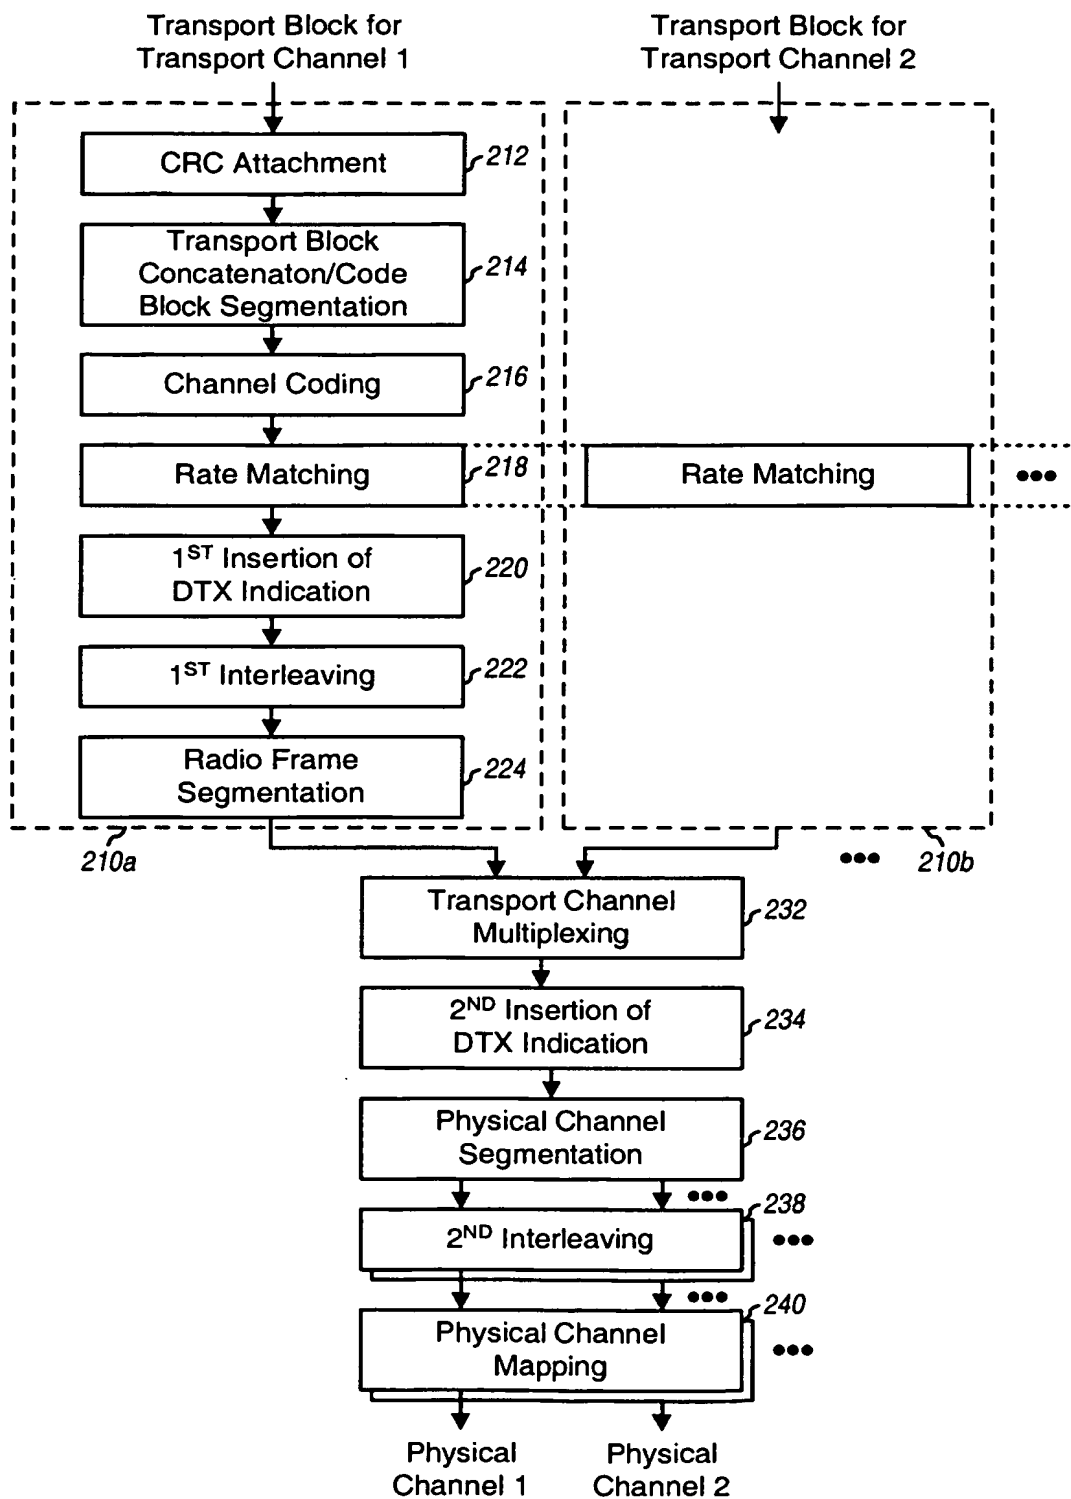 Transport Block for
Transport Channel 1
Transport Block for
Transport Channel 2
CRC Attachment
212
Transport Block
Concatenaton/Code
Block Segmentation
214
Channel Coding
216
Rate Matching
218
Rate Matching
•••
1ST Insertion of
DTX Indication
220
1ST Interleaving
222
Radio Frame
Segmentation
224
210a
•••
210b
Transport Channel
Multiplexing
232
2ND Insertion of
DTX Indication
234
Physical Channel
Segmentation
236
•••
2ND Interleaving
238
•••
•••
Physical Channel
Mapping
240
•••
Physical
Channel 1
Physical
Channel 2